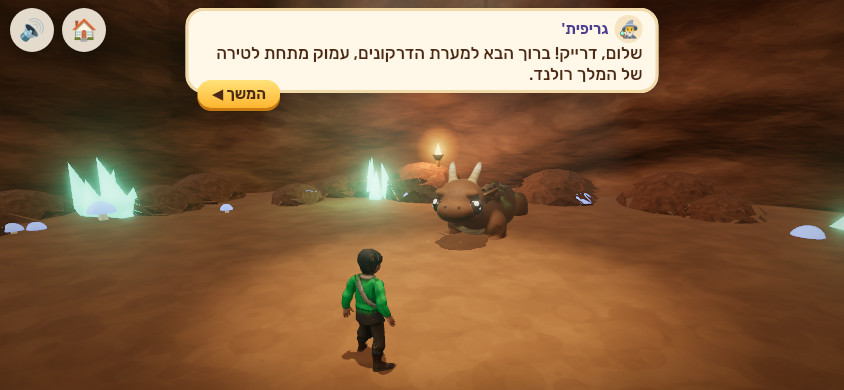 גריפית'
שלום, דרייק! ברוך הבא למערת הדרקונים, עמוק מתחת לטירה
של המלך רולנד.
המשך ◀